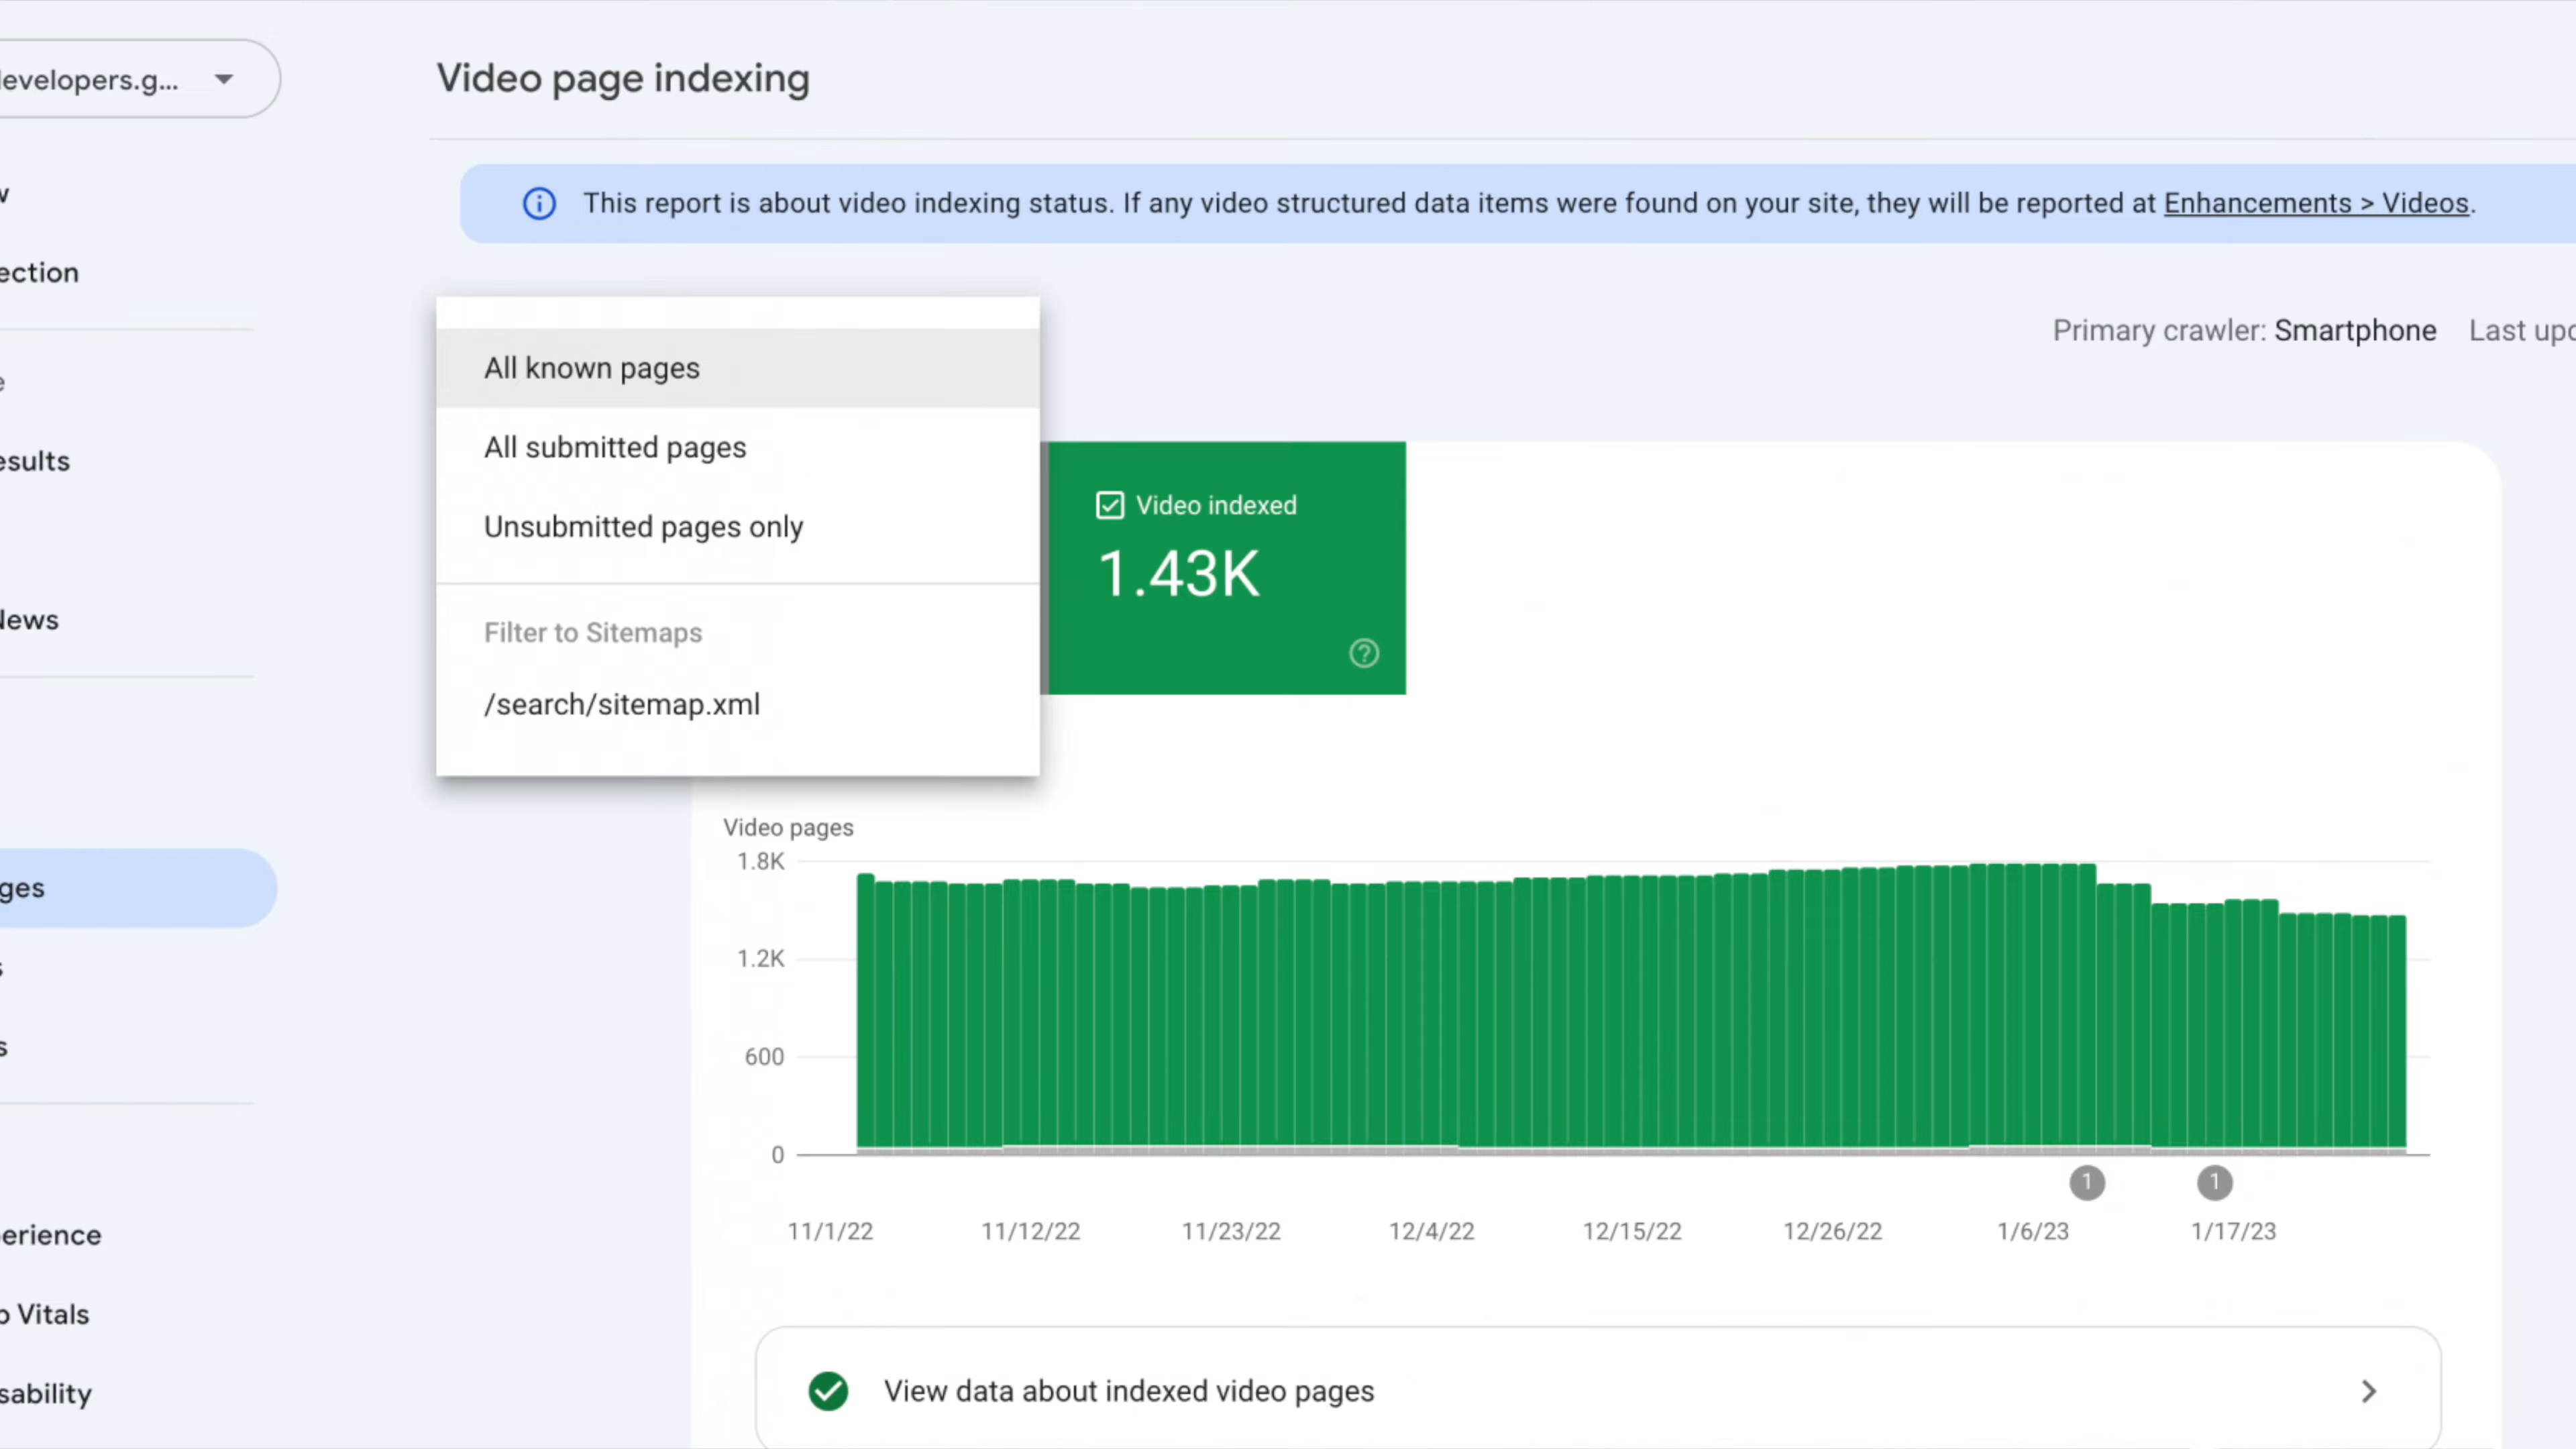 evelopers.g...
Video page indexing
This report is about video indexing status. If any video structured data items were found on your site, they will be reported at Enhancements > Videos.
ection
Primary crawler: Smartphone Last upd
All known pages
All submitted pages
Unsubmitted pages only
Filter to Sitemaps
/search/sitemap.xml
esults
Video indexed
1.43K
News
Video pages
1.8K
1.2K
600
0
ges
s
s
1 1
11/1/22 11/12/22 11/23/22 12/4/22 12/15/22 12/26/22 1/6/23 1/17/23
erience
Vitals
sability
View data about indexed video pages